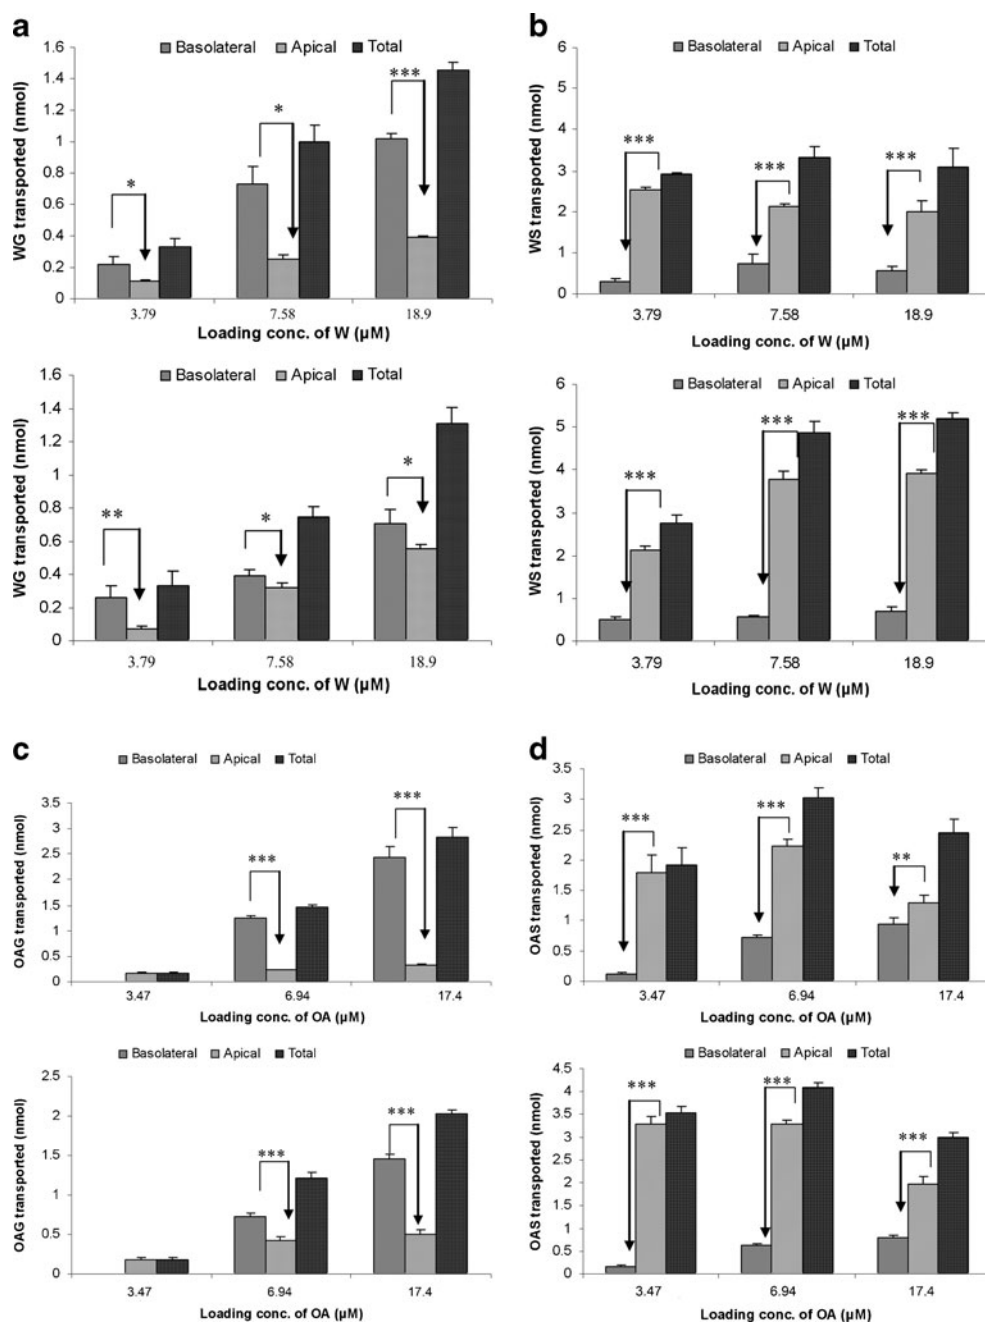 a
Basolateral Apical Total
WG transported (nmol)
1.6
1.4
1.2
1
0.8
0.6
0.4
0.2
0
*
*
***
3.79 7.58 18.9
Loading conc. of W (µM)
b
Basolateral Apical Total
WS transported (nmol)
6
5
4
3
2
1
0
***
***
***
3.79 7.58 18.9
Loading conc. of W (µM)
Basolateral Apical Total
WG transported (nmol)
1.6
1.4
1.2
1
0.8
0.6
0.4
0.2
0
**
*
*
3.79 7.58 18.9
Loading conc. of W (µM)
Basolateral Apical Total
WS transported (nmol)
6
5
4
3
2
1
0
***
***
***
3.79 7.58 18.9
Loading conc. of W (µM)
c
Basolateral Apical Total
OAG transported (nmol)
3.5
3
2.5
2
1.5
1
0.5
0
***
***
3.47 6.94 17.4
Loading conc. of OA (µM)
d
Basolateral Apical Total
OAS transported (nmol)
3.5
3
2.5
2
1.5
1
0.5
0
***
***
**
3.47 6.94 17.4
Loading conc. of OA (µM)
Basolateral Apical Total
OAG transported (nmol)
2.5
2
1.5
1
0.5
0
***
***
3.47 6.94 17.4
Loading conc. of OA (µM)
Basolateral Apical Total
OAS transported (nmol)
4.5
4
3.5
3
2.5
2
1.5
1
0.5
0
***
***
***
3.47 6.94 17.4
Loading conc. of OA (µM)